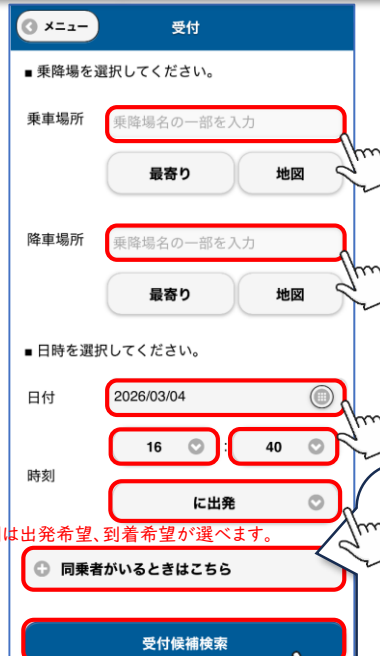 メニュー 受付
■ 乗降場を選択してください。
乗車場所 乗降場名の一部を入力
最寄り 地図
降車場所 乗降場名の一部を入力
最寄り 地図
■ 日時を選択してください。
日付 2026/03/04
16 : 40
時刻
に出発
は出発希望、到着希望が選べます。
同乗者がいるときはこちら
受付候補検索